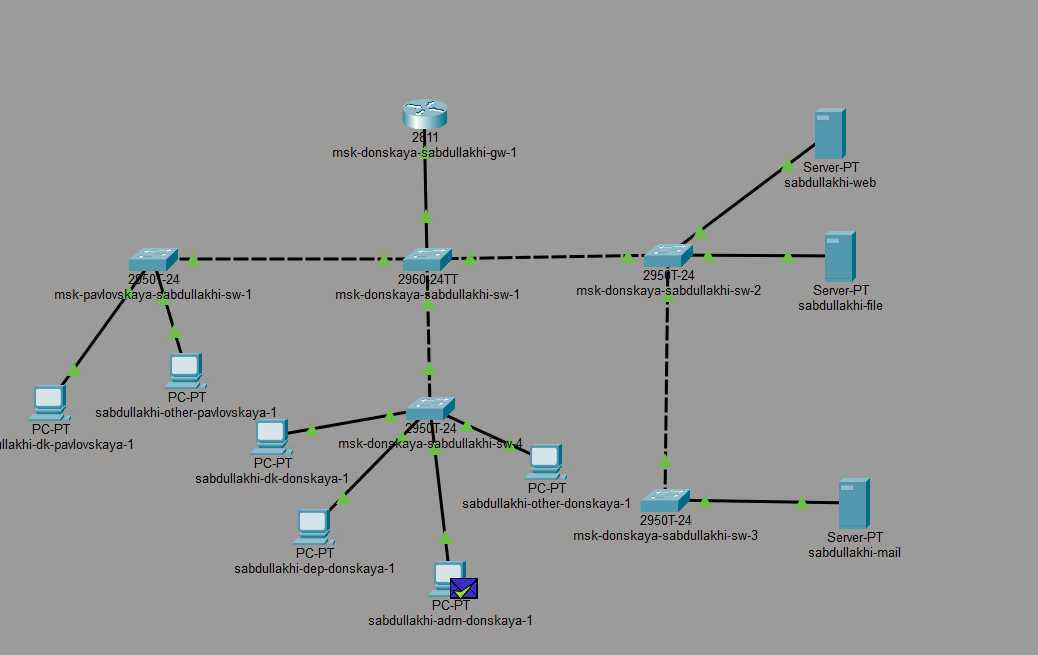 2811
msk-donskaya-sabdullakhi-gw-1
Server-PT
sabdullakhi-web
2950T-24
msk-pavlovskaya-sabdullakhi-sw-1
2960-24TT
msk-donskaya-sabdullakhi-sw-1
2950T-24
msk-donskaya-sabdullakhi-sw-2
Server-PT
sabdullakhi-file
PC-PT
sabdullakhi-other-pavlovskaya-1
PC-PT
ullakhi-dk-pavlovskaya-1
2950T-24
msk-donskaya-sabdullakhi-sw-4
PC-PT
sabdullakhi-dk-donskaya-1
PC-PT
sabdullakhi-other-donskaya-1
2950T-24
msk-donskaya-sabdullakhi-sw-3
Server-PT
sabdullakhi-mail
PC-PT
sabdullakhi-dep-donskaya-1
PC-PT
sabdullakhi-adm-donskaya-1